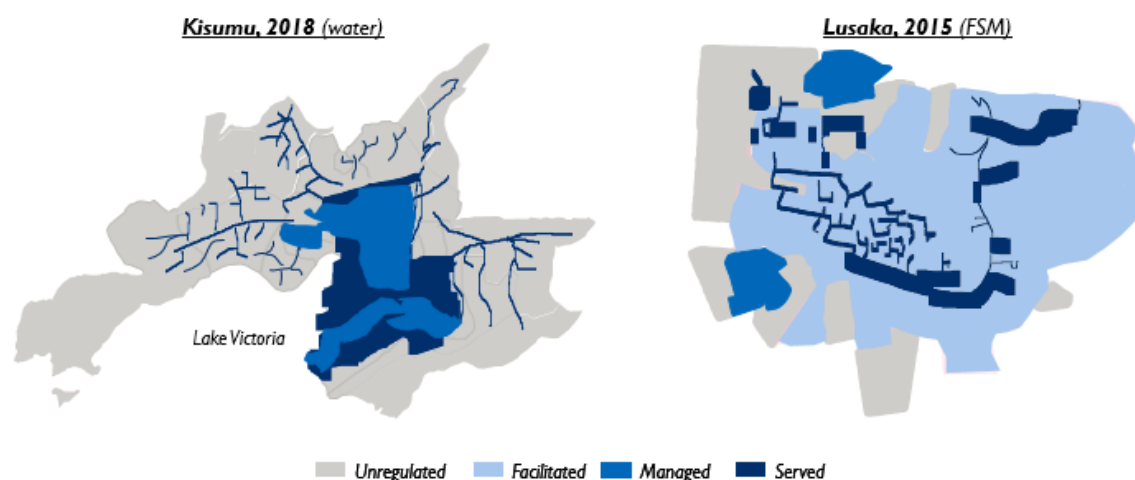 Kisumu, 2018 (water)
Lusaka, 2015 (FSM)
Lake Victoria
Unregulated Facilitated Managed Served